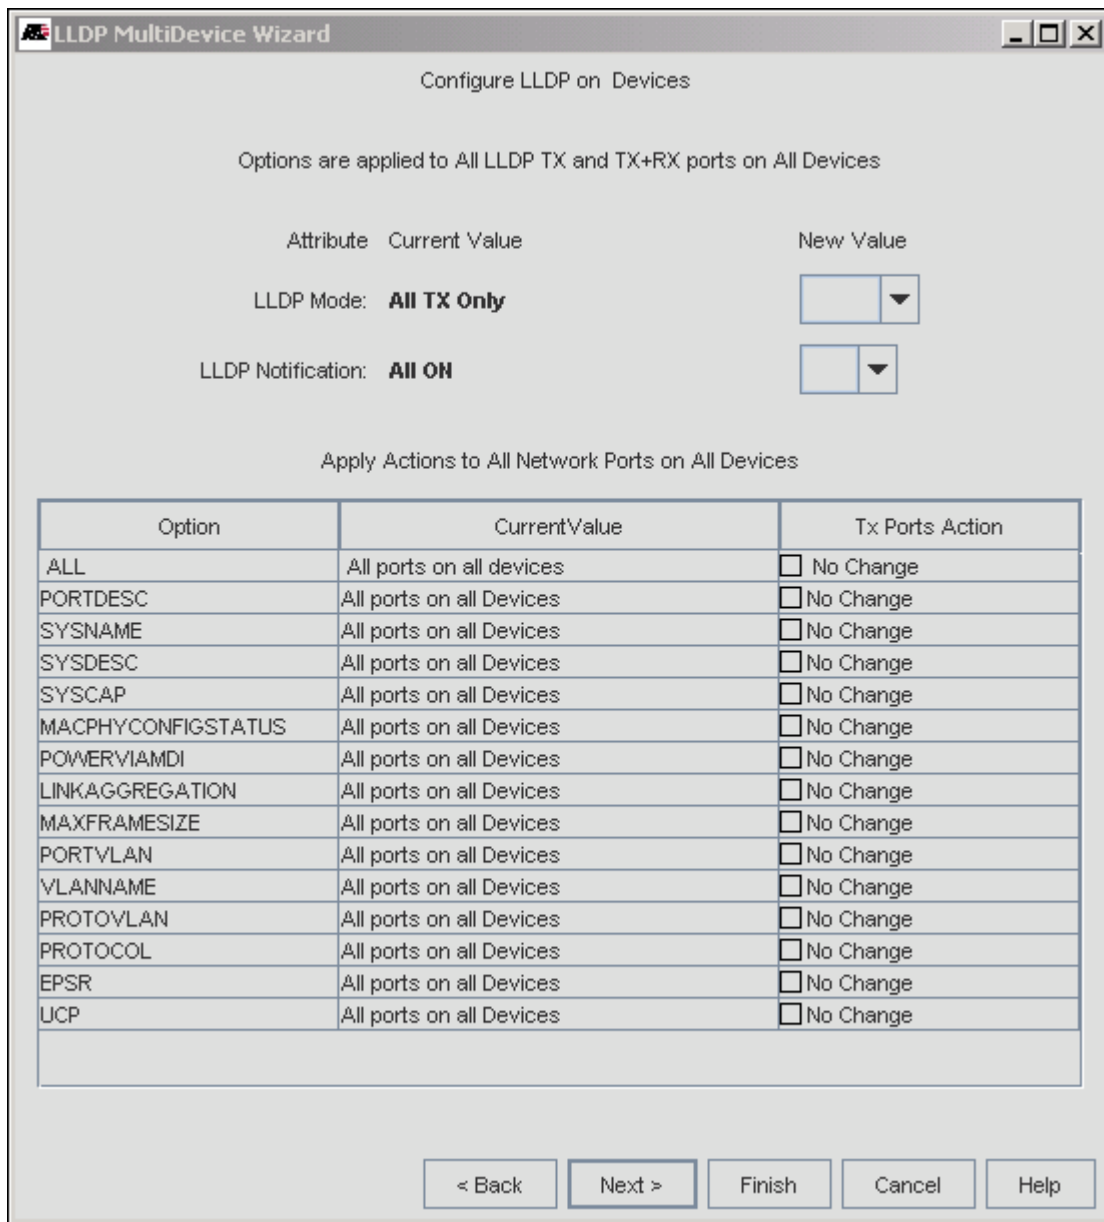 LLDP MultiDevice Wizard
Configure LLDP on Devices
Options are applied to All LLDP TX and TX+RX ports on All Devices
Attribute Current Value New Value
LLDP Mode: All TX Only
LLDP Notification: All ON
Apply Actions to All Network Ports on All Devices
Option CurrentValue Tx Ports Action
ALL All ports on all devices No Change
PORTDESC All ports on all Devices No Change
SYSNAME All ports on all Devices No Change
SYSDESC All ports on all Devices No Change
SYSCAP All ports on all Devices No Change
MACPHYCONFIGSTATUS All ports on all Devices No Change
POWERVIAMDI All ports on all Devices No Change
LINKAGGREGATION All ports on all Devices No Change
MAXFRAMESIZE All ports on all Devices No Change
PORTVLAN All ports on all Devices No Change
VLANNAME All ports on all Devices No Change
PROTOVLAN All ports on all Devices No Change
PROTOCOL All ports on all Devices No Change
EPSR All ports on all Devices No Change
UCP All ports on all Devices No Change
< Back Next > Finish Cancel Help